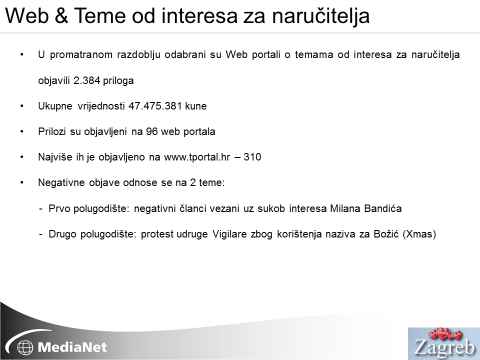 Web & Teme od interesa za naručitelja
• U promatranom razdoblju odabrani su Web portali o temama od interesa za naručitelja
objavili 2.384 priloga
• Ukupne vrijednosti 47.475.381 kune
• Prilozi su objavljeni na 96 web portala
• Najviše ih je objavljeno na www.tportal.hr – 310
• Negativne objave odnose se na 2 teme:
- Prvo polugodište: negativni članci vezani uz sukob interesa Milana Bandića
- Drugo polugodište: protest udruge Vigilare zbog korištenja naziva za Božić (Xmas)
MediaNet
Zagreb